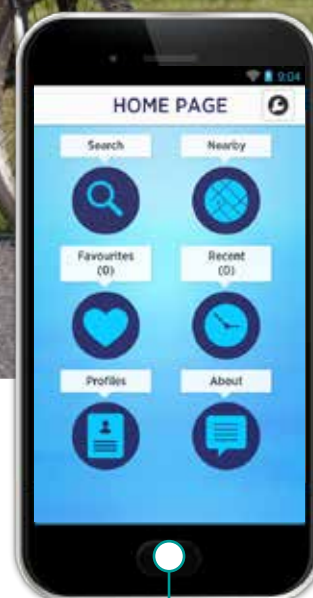 9:04
HOME PAGE
Search
Nearby
Favourites
(0)
Recent
(0)
Profiles
About